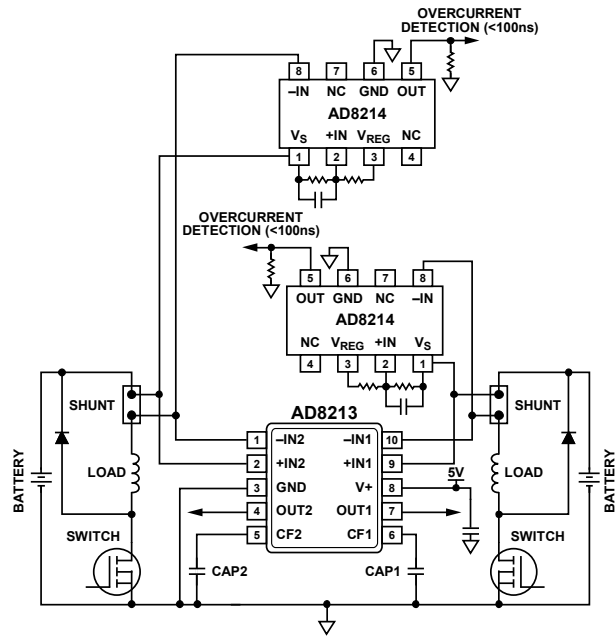 OVERCURRENT
DETECTION (<100ns)
8 7 6 5
–IN NC GND OUT
AD8214
VS +IN VREG NC
1 2 3 4
OVERCURRENT
DETECTION (<100ns)
5 6 7 8
OUT GND NC –IN
AD8214
NC VREG +IN VS
4 3 2 1
SHUNT
LOAD
BATTERY
SWITCH
AD8213
1 –IN2 –IN1 10
2 +IN2 +IN1 9
3 GND V+ 8
4 OUT2 OUT1 7
5 CF2 CF1 6
5V
CAP2
CAP1
SHUNT
LOAD
BATTERY
SWITCH